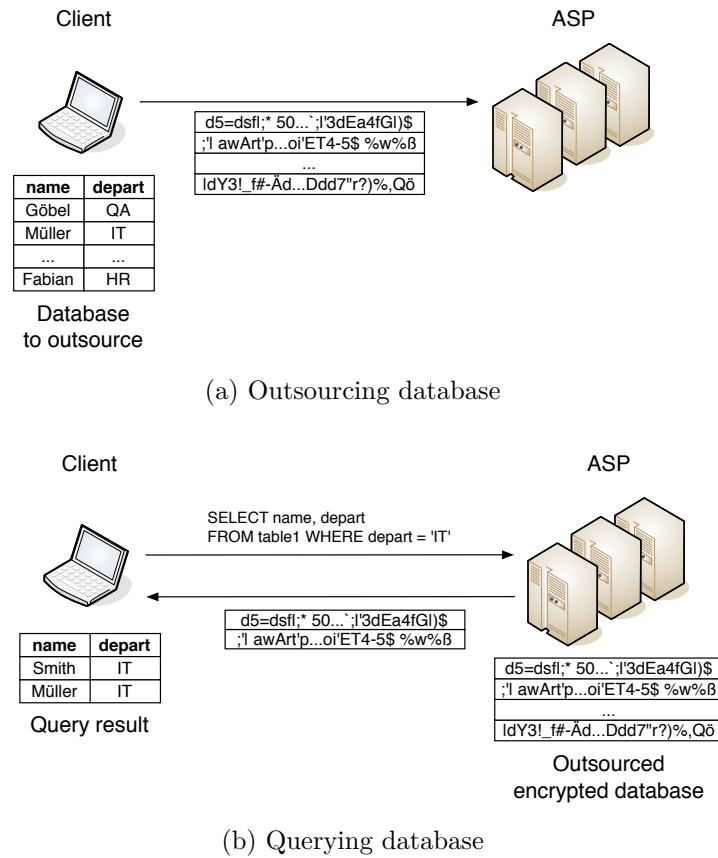 Client
ASP
d5=dsfl;* 50...`;l'3dEa4fGl)$
;'l awArt'p...oi'ET4-5$ %w%ß
...
ldY3!_f#-Äd...Ddd7"r?)%,Qö
name depart
Göbel QA
Müller IT
... ...
Fabian HR
Database
to outsource
(a) Outsourcing database
Client
ASP
SELECT name, depart
FROM table1 WHERE depart = 'IT'
d5=dsfl;* 50...`;l'3dEa4fGl)$
;'l awArt'p...oi'ET4-5$ %w%ß
name depart
Smith IT
Müller IT
Query result
d5=dsfl;* 50...`;l'3dEa4fGl)$
;'l awArt'p...oi'ET4-5$ %w%ß
...
ldY3!_f#-Äd...Ddd7"r?)%,Qö
Outsourced
encrypted database
(b) Querying database